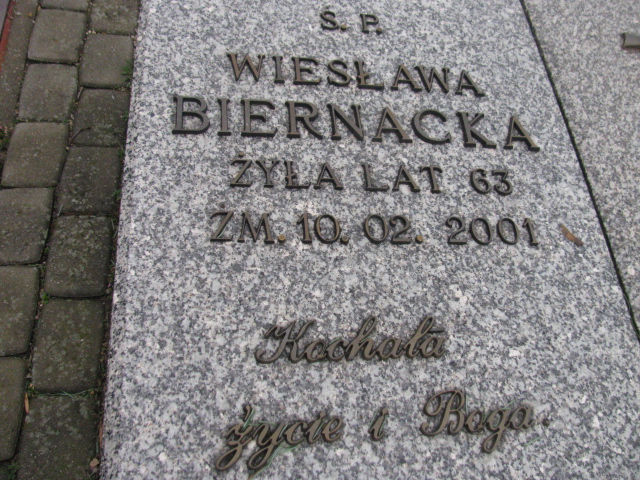 Ś. P.
WIESŁAWA
BIERNACKA
ŻYŁA LAT 63
ZM. 10. 02. 2001
Kochała
życie i Boga.